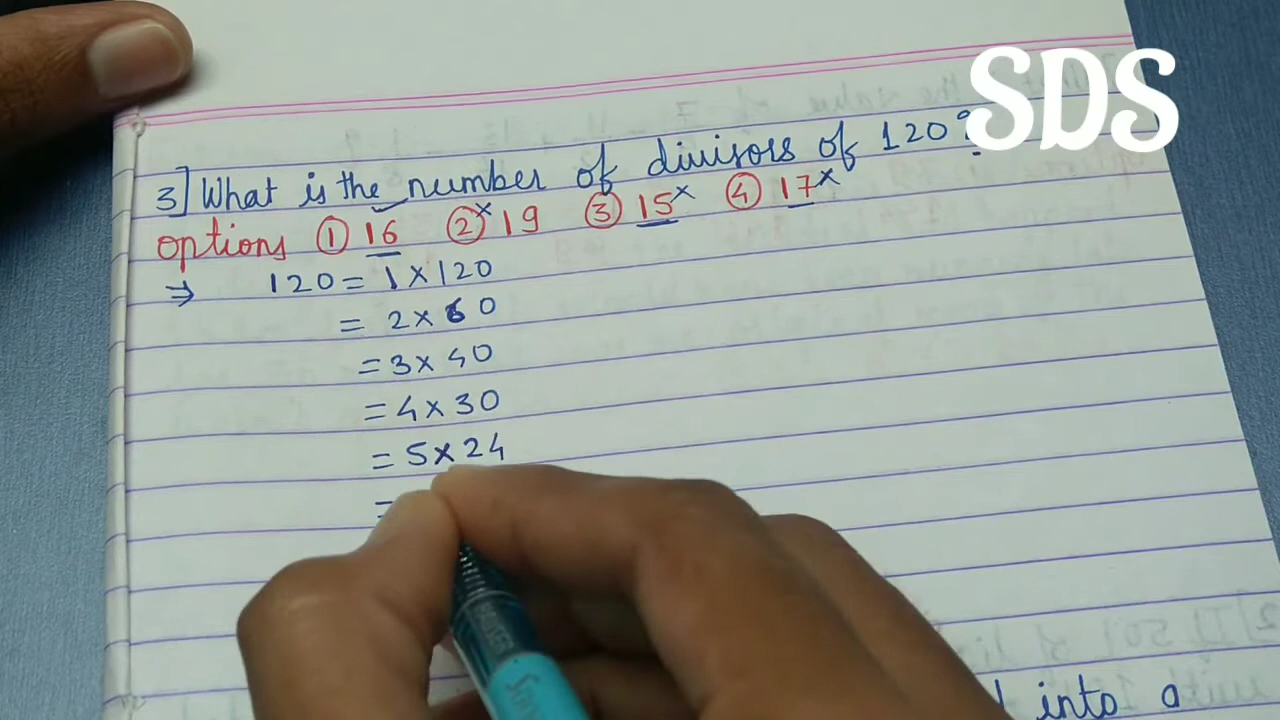 SDS
3] What is the number of divisors of 120?
options ① 16 ② 19 ③ 15 ④ 17
⇒ 120 = 1 × 120
= 2 × 60
= 3 × 40
= 4 × 30
= 5 × 24
=
into a